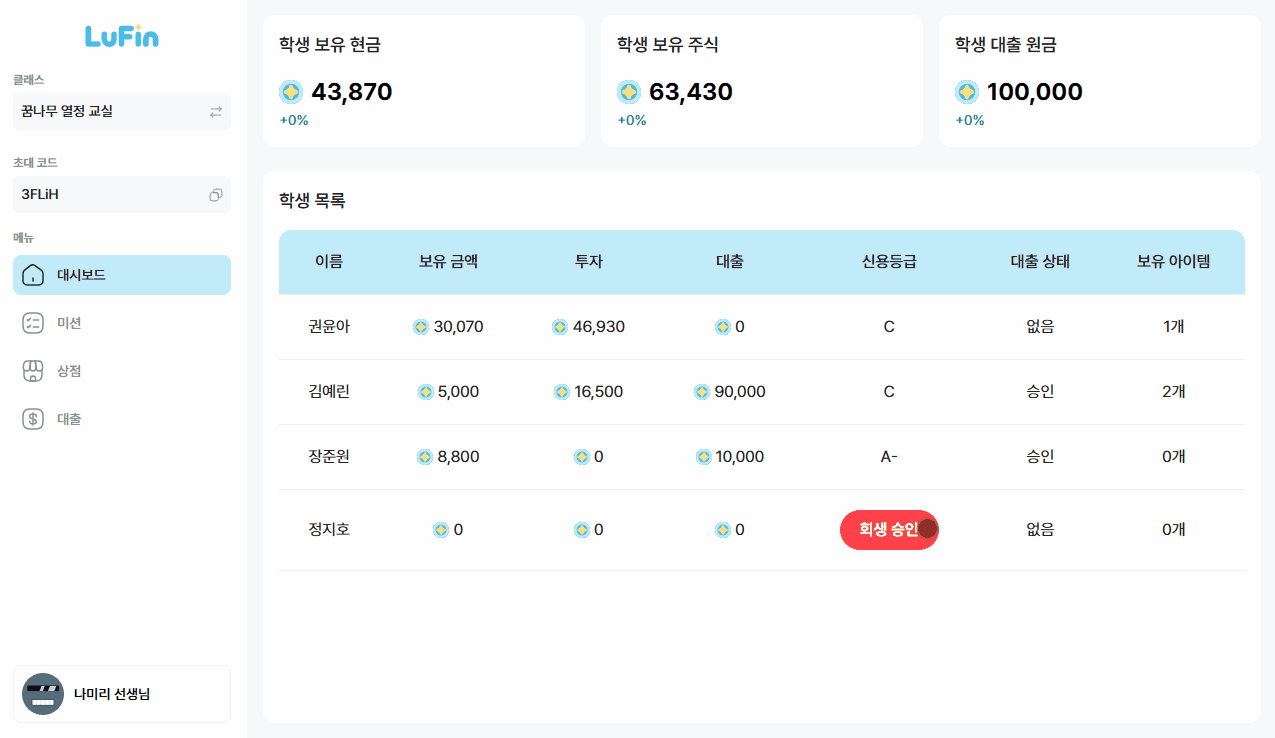 LuFin
클래스
꿈나무 열정 교실
초대 코드
3FLiH
메뉴
대시보드
미션
상점
대출
나미리 선생님
학생 보유 현금
43,870
+0%
학생 보유 주식
63,430
+0%
학생 대출 원금
100,000
+0%
학생 목록
이름 보유 금액 투자 대출 신용등급 대출 상태 보유 아이템
권윤아 30,070 46,930 0 C 없음 1개
김예린 5,000 16,500 90,000 C 승인 2개
장준원 8,800 0 10,000 A- 승인 0개
정지호 0 0 0 회생 승인 없음 0개